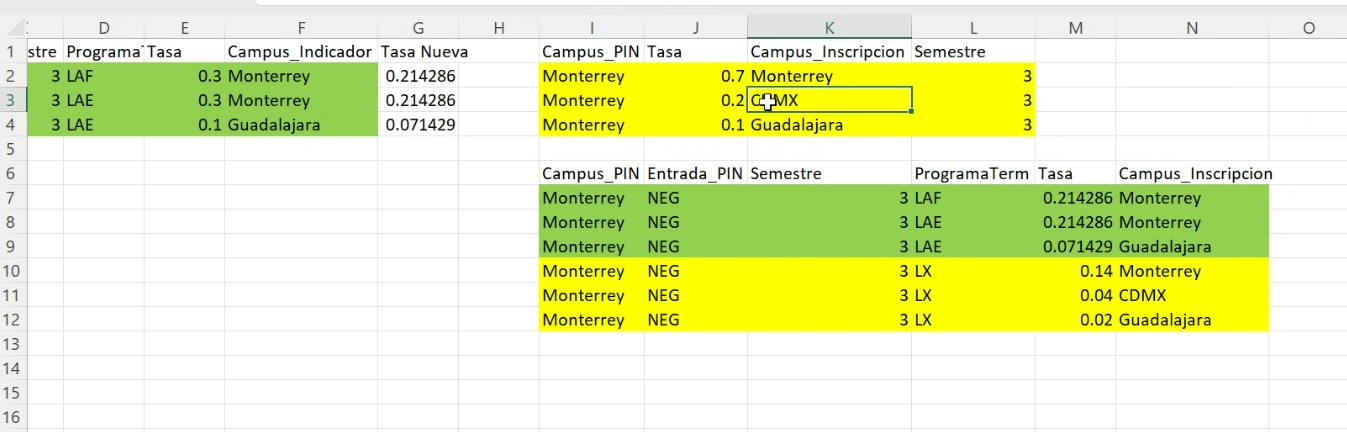 D E F G H I J K L M N O
1 stre Programa Tasa Campus_Indicador Tasa Nueva Campus_PIN Tasa Campus_Inscripcion Semestre
2 3 LAF 0.3 Monterrey 0.214286 Monterrey 0.7 Monterrey 3
3 3 LAE 0.3 Monterrey 0.214286 Monterrey 0.2 CDMX 3
4 3 LAE 0.1 Guadalajara 0.071429 Monterrey 0.1 Guadalajara 3
5
6 Campus_PIN Entrada_PIN Semestre ProgramaTerm Tasa Campus_Inscripcion
7 Monterrey NEG 3 LAF 0.214286 Monterrey
8 Monterrey NEG 3 LAE 0.214286 Monterrey
9 Monterrey NEG 3 LAE 0.071429 Guadalajara
10 Monterrey NEG 3 LX 0.14 Monterrey
11 Monterrey NEG 3 LX 0.04 CDMX
12 Monterrey NEG 3 LX 0.02 Guadalajara
13
14
15
16